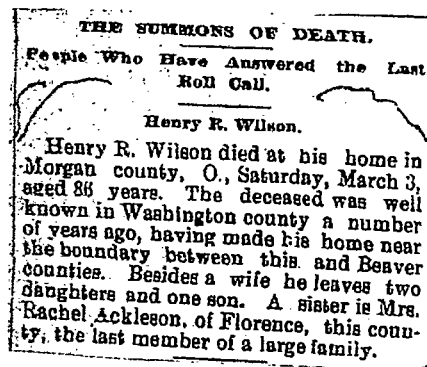 THE SUMMONS OF DEATH.
People Who Have Answered the Last
Roll Call.
Henry R. Wilson.
Henry R. Wilson died at his home in
Morgan county, O., Saturday, March 3,
aged 86 years. The deceased was well
known in Washington county a number
of years ago, having made his home near
the boundary between this and Beaver
counties. Besides a wife he leaves two
daughters and one son. A sister is Mrs.
Rachel Ackleson, of Florence, this coun-
ty, the last member of a large family.